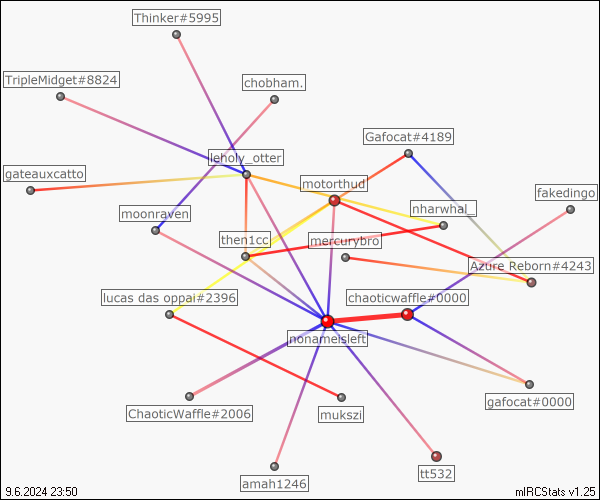 Thinker#5995
TripleMidget#8824
chobham.
Gafocat#4189
leholy_otter
gateauxcatto
motorthud
fakedingo
moonraven
nharwhal_
then1cc
mercurybro
Azure Reborn#4243
lucas das oppai#2396
chaoticwaffle#0000
nonameisleft
gafocat#0000
ChaoticWaffle#2006
mukszi
tt532
amah1246
9.6.2024 23:50
mIRCStats v1.25